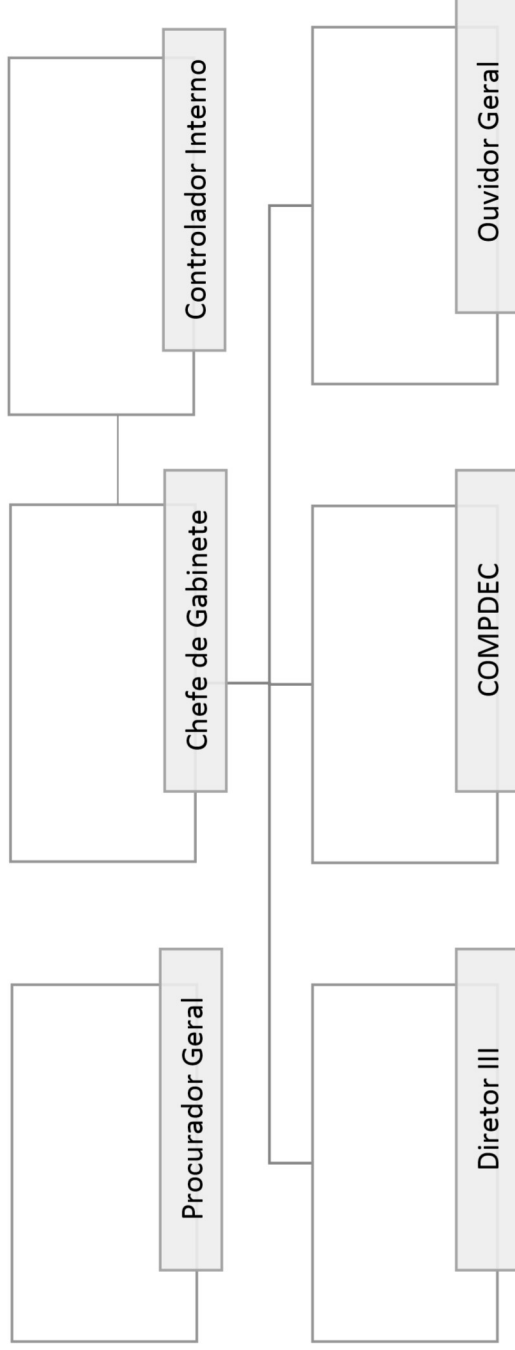 Procurador Geral
Chefe de Gabinete
Controlador Interno
Diretor III
COMPDEC
Ouvidor Geral